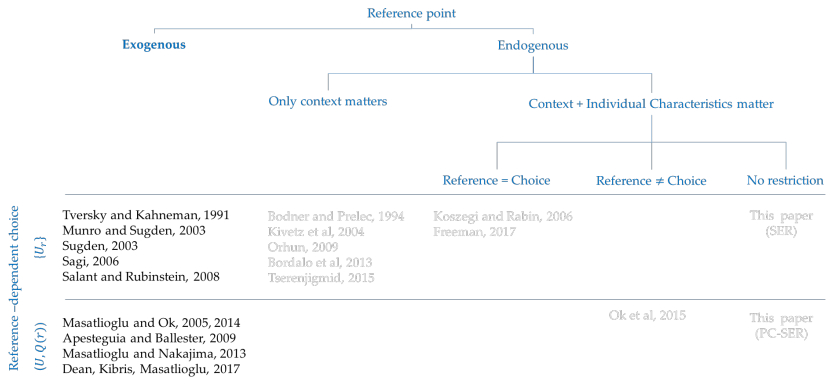 Reference point
Exogenous
Endogenous
Only context matters
Context + Individual Characteristics matter
Reference = Choice
Reference ≠ Choice
No restriction
Reference –dependent choice
{Uᵣ}
Tversky and Kahneman, 1991
Munro and Sugden, 2003
Sugden, 2003
Sagi, 2006
Salant and Rubinstein, 2008
Bodner and Prelec, 1994
Kivetz et al, 2004
Orhun, 2009
Bordalo et al, 2013
Tserenjigmid, 2015
Koszegi and Rabin, 2006
Freeman, 2017
This paper
(SER)
(U, Q(r))
Masatlioglu and Ok, 2005, 2014
Apesteguia and Ballester, 2009
Masatlioglu and Nakajima, 2013
Dean, Kibris, Masatlioglu, 2017
Ok et al, 2015
This paper
(PC-SER)